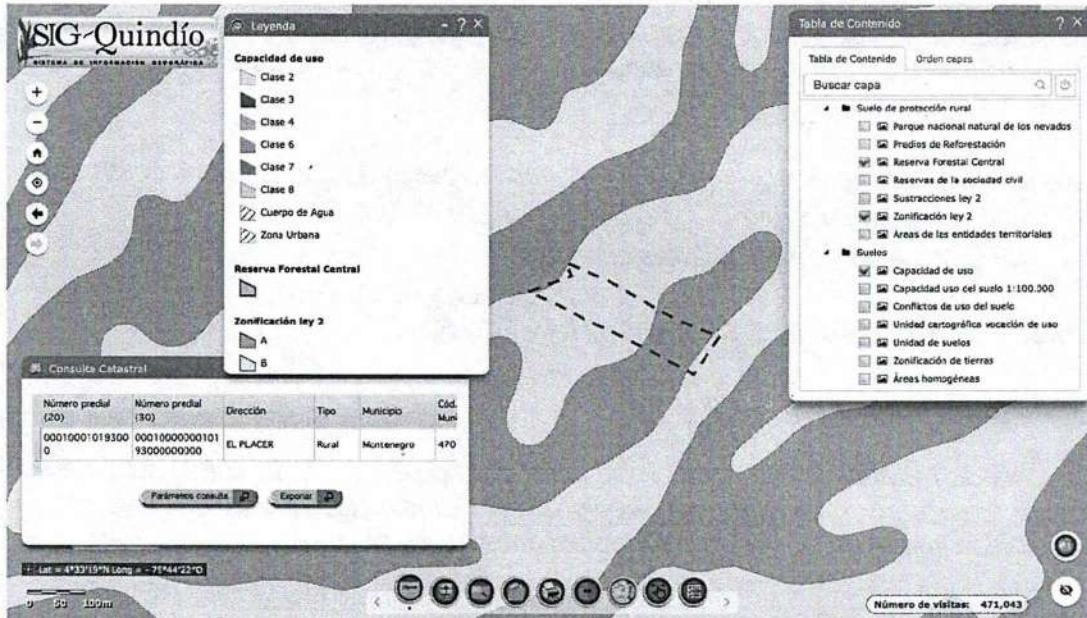 SIG-Quindío
SISTEMA DE INFORMACIÓN GEOGRÁFICA
Leyenda
Capacidad de uso
Clase 2
Clase 3
Clase 4
Clase 6
Clase 7
Clase 8
Cuerpo de Agua
Zona Urbana
Reserva Forestal Central
Zonificación ley 2
A
B
Tabla de Contenido
Tabla de Contenido Orden capas
Buscar capa
Suelo de protección rural
Parque nacional natural de los nevados
Predios de Reforestación
Reserva Forestal Central
Reservas de la sociedad civil
Sustracciones ley 2
Zonificación ley 2
Áreas de las entidades territoriales
Suelos
Capacidad de uso
Capacidad uso del suelo 1:100.000
Conflictos de uso del suelo
Unidad cartográfica vocación de uso
Unidad de suelos
Zonificación de tierras
Áreas homogéneas
Consulta Catastral
Número predial (20) Número predial (30) Dirección Tipo Municipio Cód. Muni
00010001019300 00010000000101 EL PLACER Rural Montenegro 470
0 93000000000
Parámetros consulta Exportar
Lat = 4°33'19"N Long = - 75°44'22"O
0 50 100m
Número de visitas: 471,043